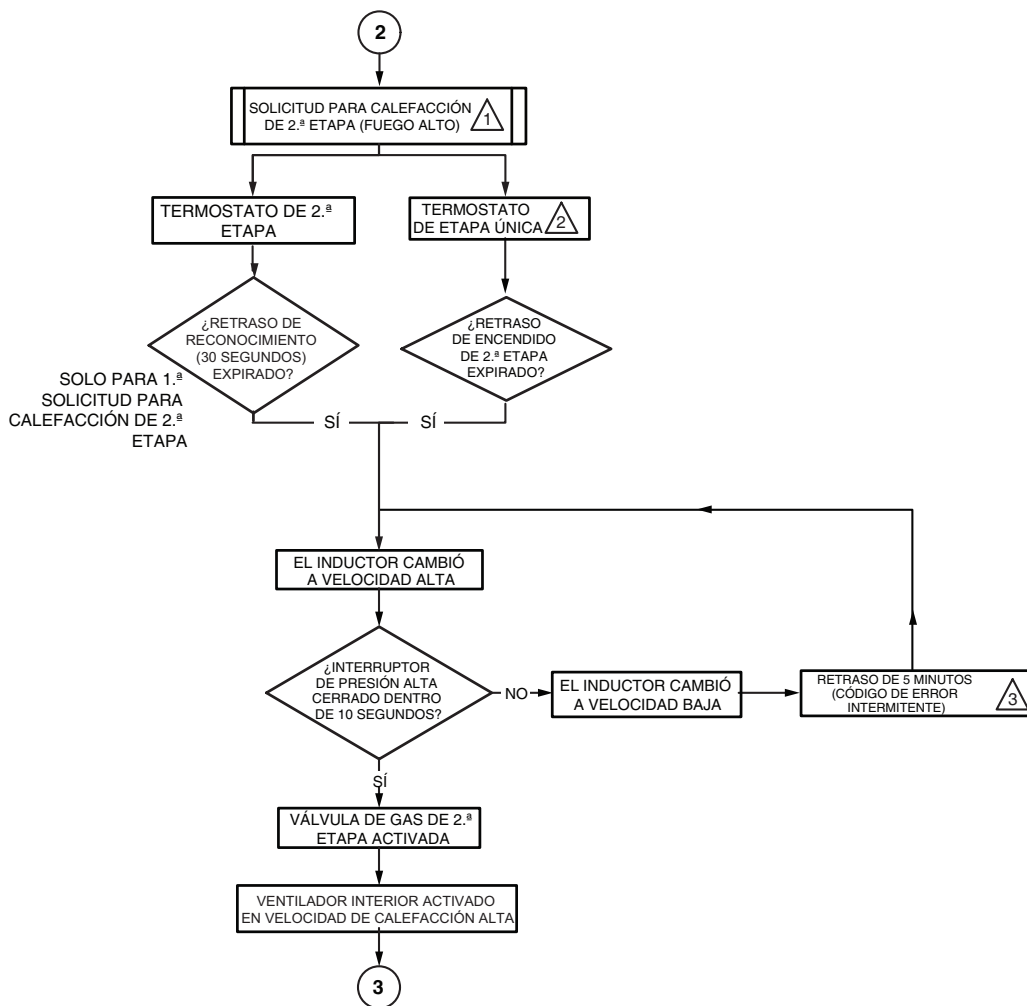 2
SOLICITUD PARA CALEFACCIÓN
DE 2.ª ETAPA (FUEGO ALTO)
1
TERMOSTATO DE 2.ª
ETAPA
TERMOSTATO
DE ETAPA ÚNICA
2
¿RETRASO DE
RECONOCIMIENTO
(30 SEGUNDOS)
EXPIRADO?
¿RETRASO
DE ENCENDIDO
DE 2.ª ETAPA
EXPIRADO?
SOLO PARA 1.ª
SOLICITUD PARA
CALEFACCIÓN DE 2.ª
ETAPA
SÍ
SÍ
EL INDUCTOR CAMBIÓ
A VELOCIDAD ALTA
¿INTERRUPTOR
DE PRESIÓN ALTA
CERRADO DENTRO
DE 10 SEGUNDOS?
NO
EL INDUCTOR CAMBIÓ
A VELOCIDAD BAJA
RETRASO DE 5 MINUTOS
(CÓDIGO DE ERROR
INTERMITENTE)
3
SÍ
VÁLVULA DE GAS DE 2.ª
ETAPA ACTIVADA
VENTILADOR INTERIOR ACTIVADO
EN VELOCIDAD DE CALEFACCIÓN ALTA
3